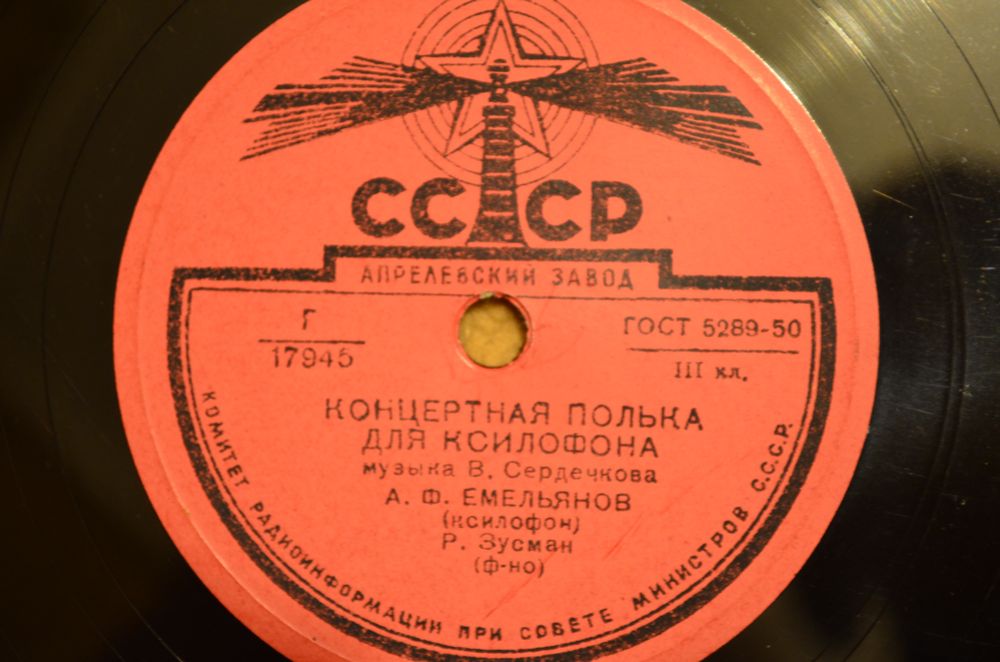 СССР
АПРЕЛЕВСКИЙ ЗАВОД
Г
17945
ГОСТ 5289-50
III кл.
КОНЦЕРТНАЯ ПОЛЬКА
ДЛЯ КСИЛОФОНА
музыка В. Сердечкова
А. Ф. ЕМЕЛЬЯНОВ
(ксилофон)
Р. Зусман
(ф-но)
КОМИТЕТ РАДИОИНФОРМАЦИИ ПРИ СОВЕТЕ МИНИСТРОВ С.С.С.Р.